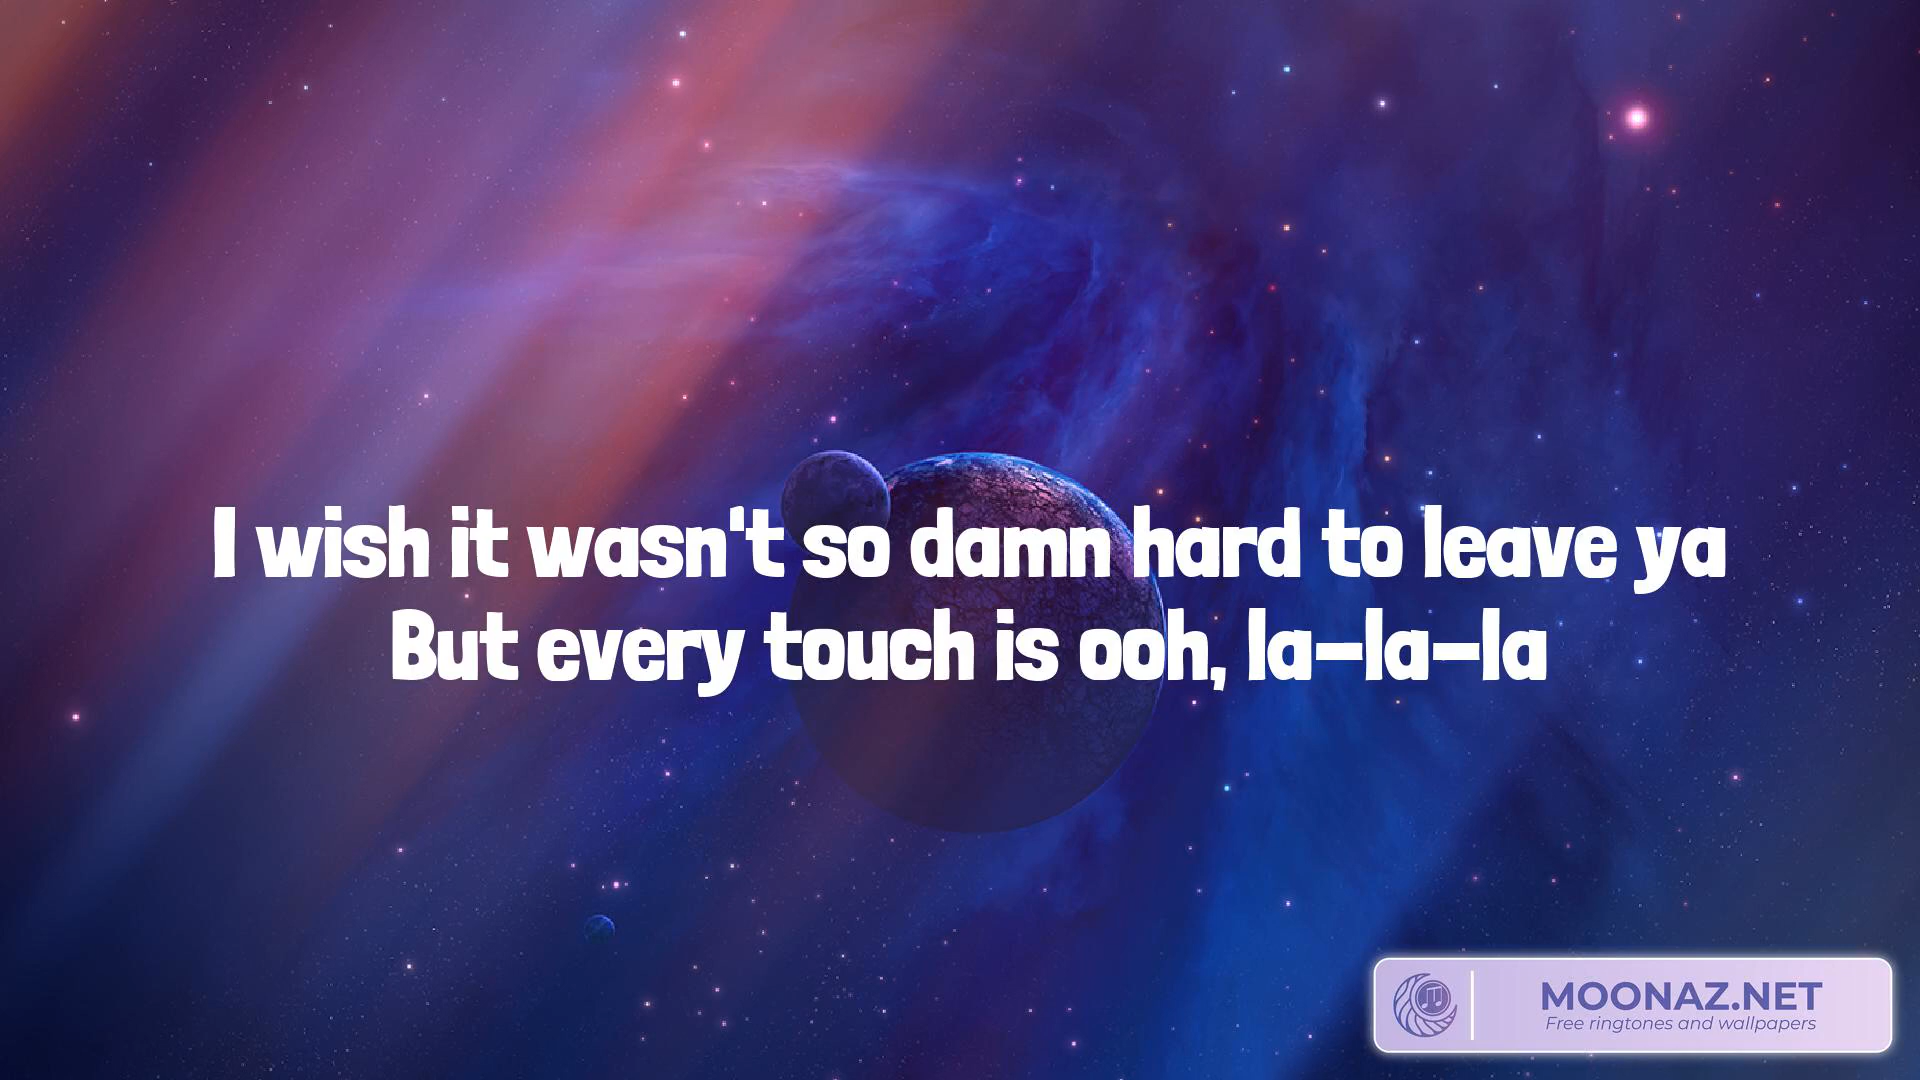 I wish it wasn't so damn hard to leave ya
But every touch is ooh, la-la-la
MOONAZ.NET
Free ringtones and wallpapers